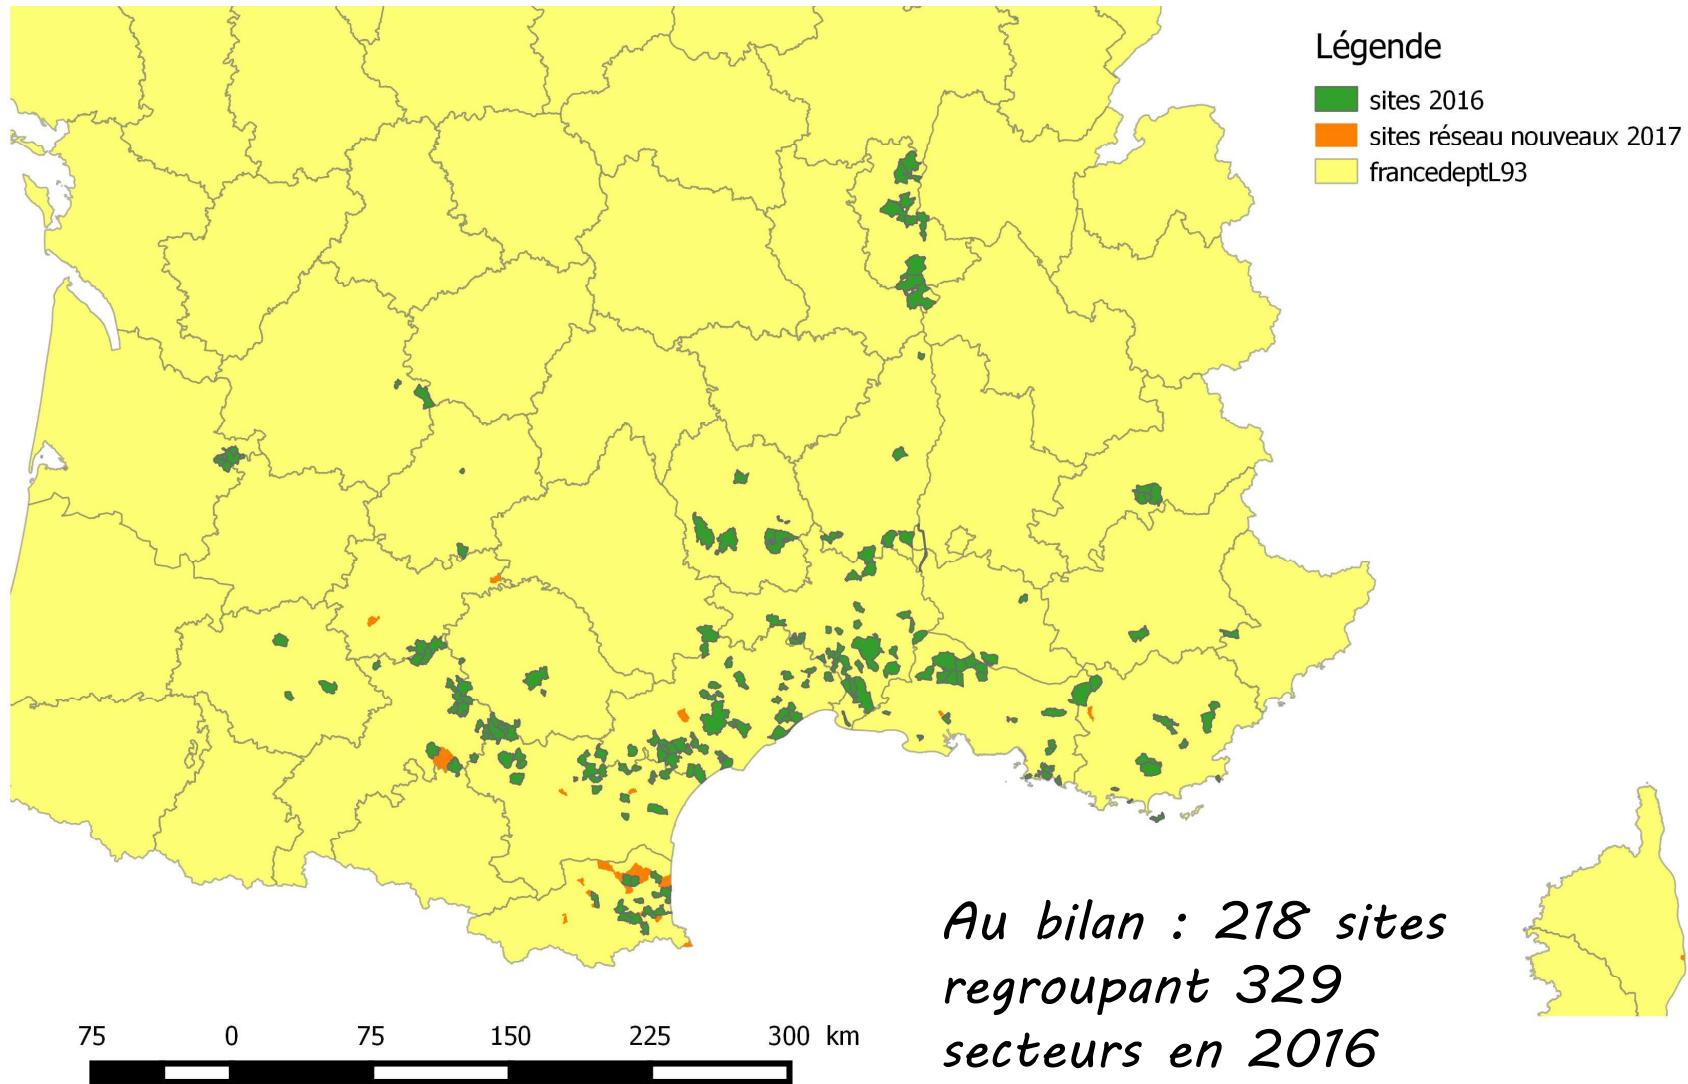 Légende
sites 2016
sites réseau nouveaux 2017
francedeptL93
Au bilan : 218 sites
regroupant 329
secteurs en 2016
75 0 75 150 225 300 km